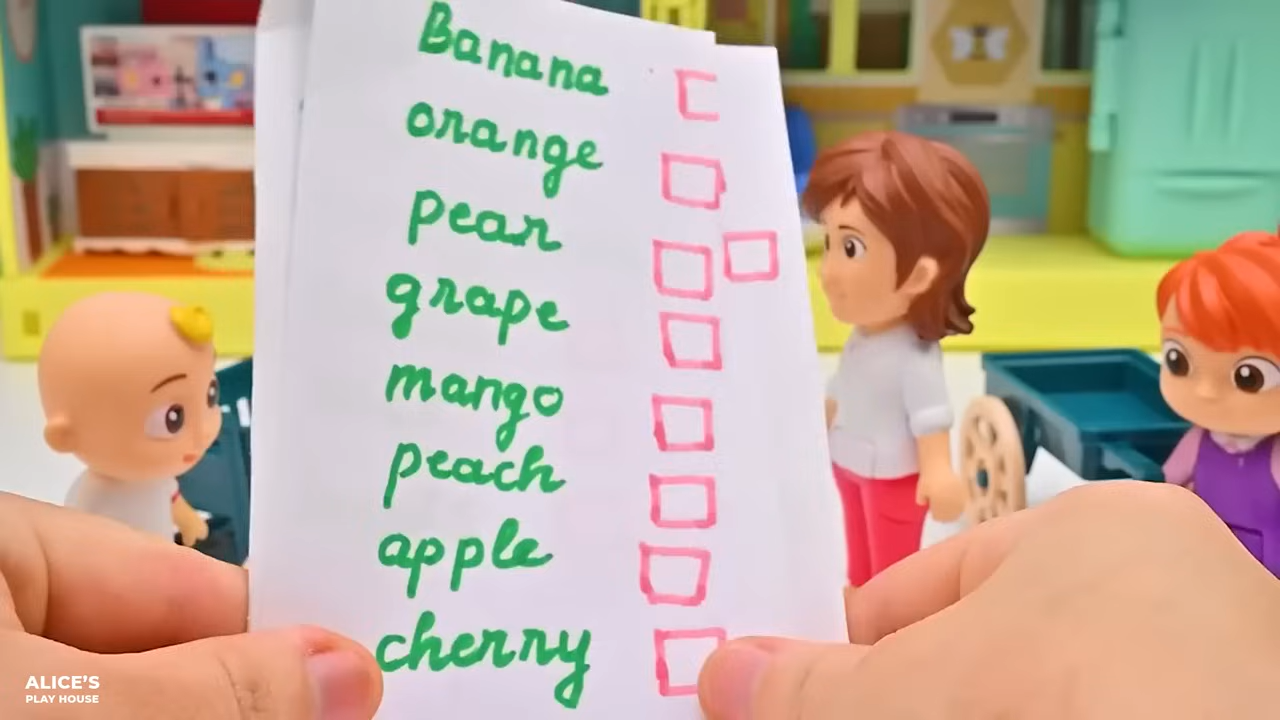 Banana
orange
pear
grape
mango
peach
apple
cherry
ALICE'S
PLAY HOUSE